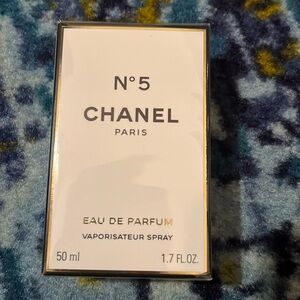 N°5
CHANEL
PARIS
EAU DE PARFUM
VAPORISATEUR SPRAY
50 ml 1.7 FL.OZ.